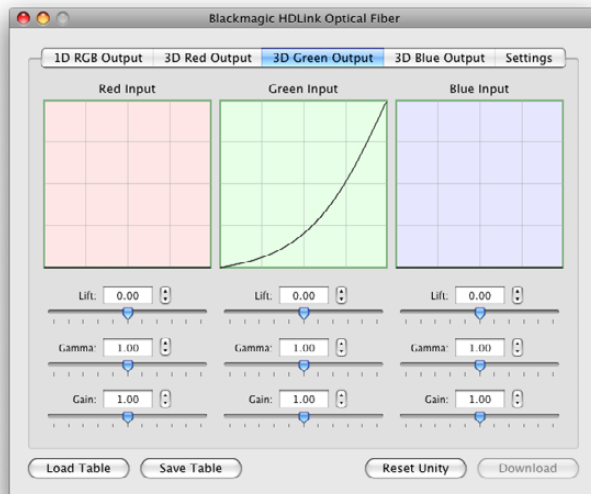 Blackmagic HDLink Optical Fiber
1D RGB Output 3D Red Output 3D Green Output 3D Blue Output Settings
Red Input Green Input Blue Input
Lift: 0.00 Lift: 0.00 Lift: 0.00
Gamma: 1.00 Gamma: 1.00 Gamma: 1.00
Gain: 1.00 Gain: 1.00 Gain: 1.00
Load Table Save Table Reset Unity Download